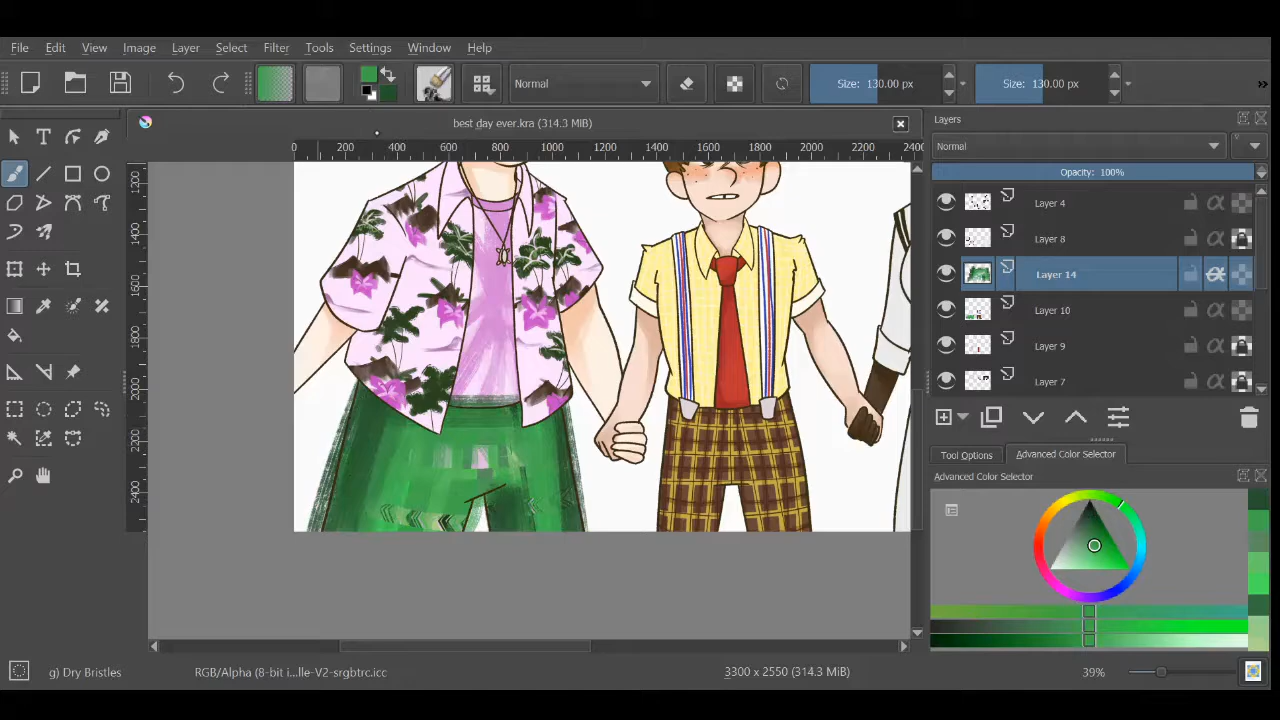 File Edit View Image Layer Select Filter Tools Settings Window Help
Normal Size: 130.00 px Size: 130.00 px »
best day ever.kra (314.3 MiB)
0 200 400 600 800 1000 1200 1400 1600 1800 2000 2200 2400
1200
1400
1600
1800
2000
2200
2400
Layers
Normal
Opacity: 100%
Layer 4
Layer 8
Layer 14
Layer 10
Layer 9
Layer 7
Tool Options Advanced Color Selector
Advanced Color Selector
g) Dry Bristles RGB/Alpha (8-bit i...lle-V2-srgbtrc.icc 3300 x 2550 (314.3 MiB) 39%